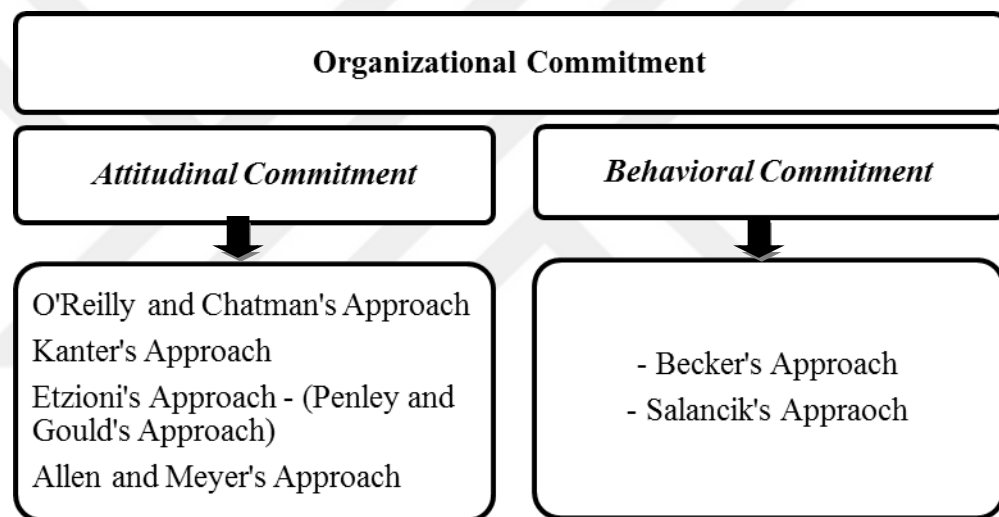 Organizational Commitment
Attitudinal Commitment
Behavioral Commitment
O'Reilly and Chatman's Approach
Kanter's Approach
Etzioni's Approach - (Penley and
Gould's Approach)
Allen and Meyer's Approach
- Becker's Approach
- Salancik's Appraoch